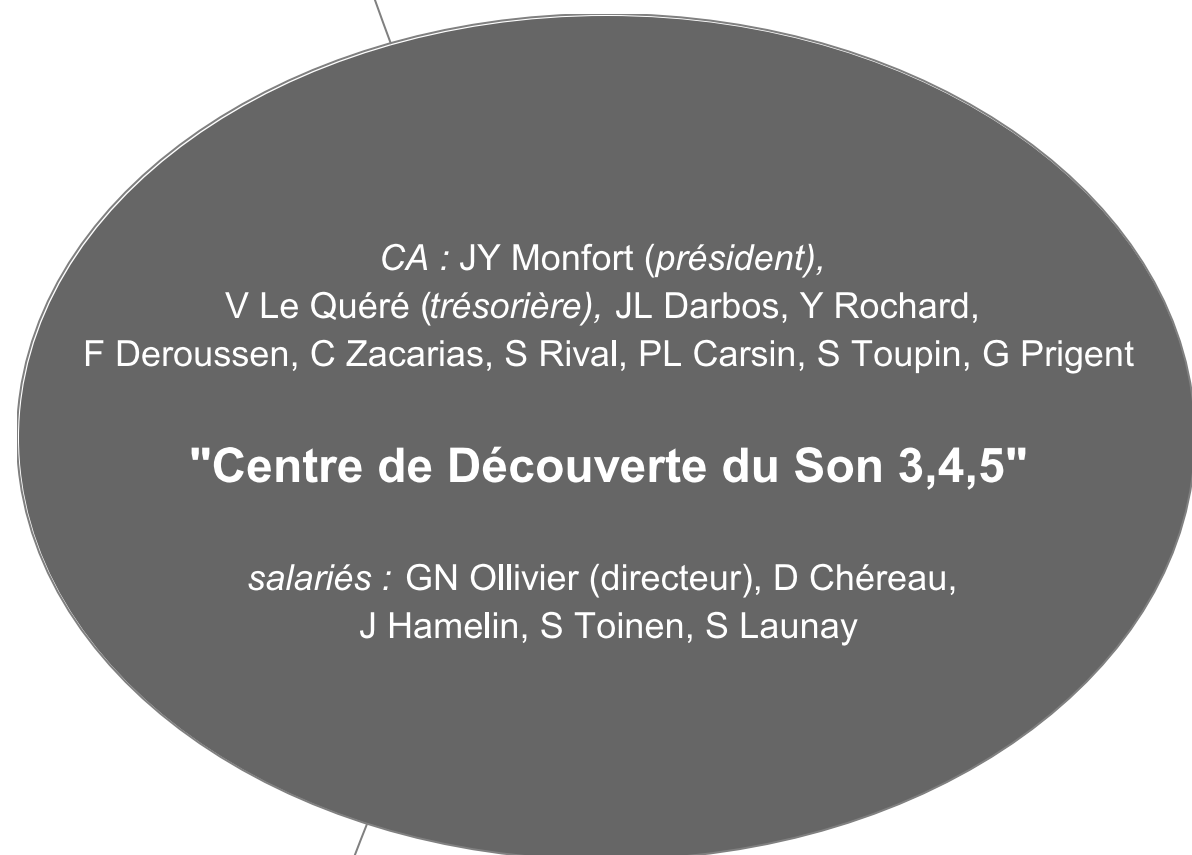 CA : JY Monfort (président),
V Le Quéré (trésorière), JL Darbos, Y Rochard,
F Deroussen, C Zacarias, S Rival, PL Carsin, S Toupin, G Prigent
"Centre de Découverte du Son 3,4,5"
salariés : GN Ollivier (directeur), D Chéreau,
J Hamelin, S Toinen, S Launay